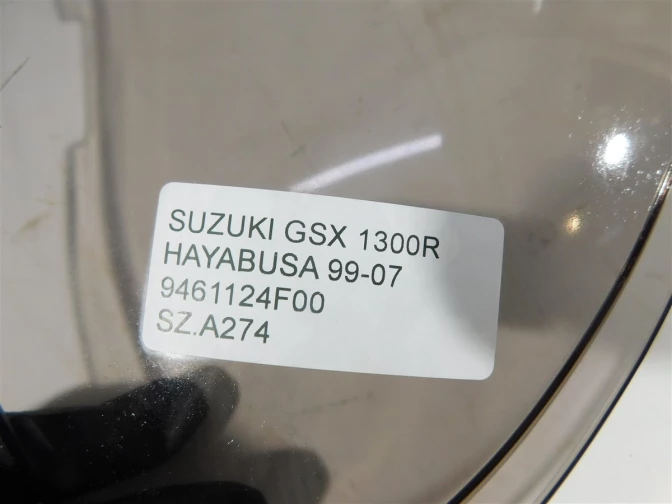 SUZUKI GSX 1300R
HAYABUSA 99-07
9461124F00
SZ.A274